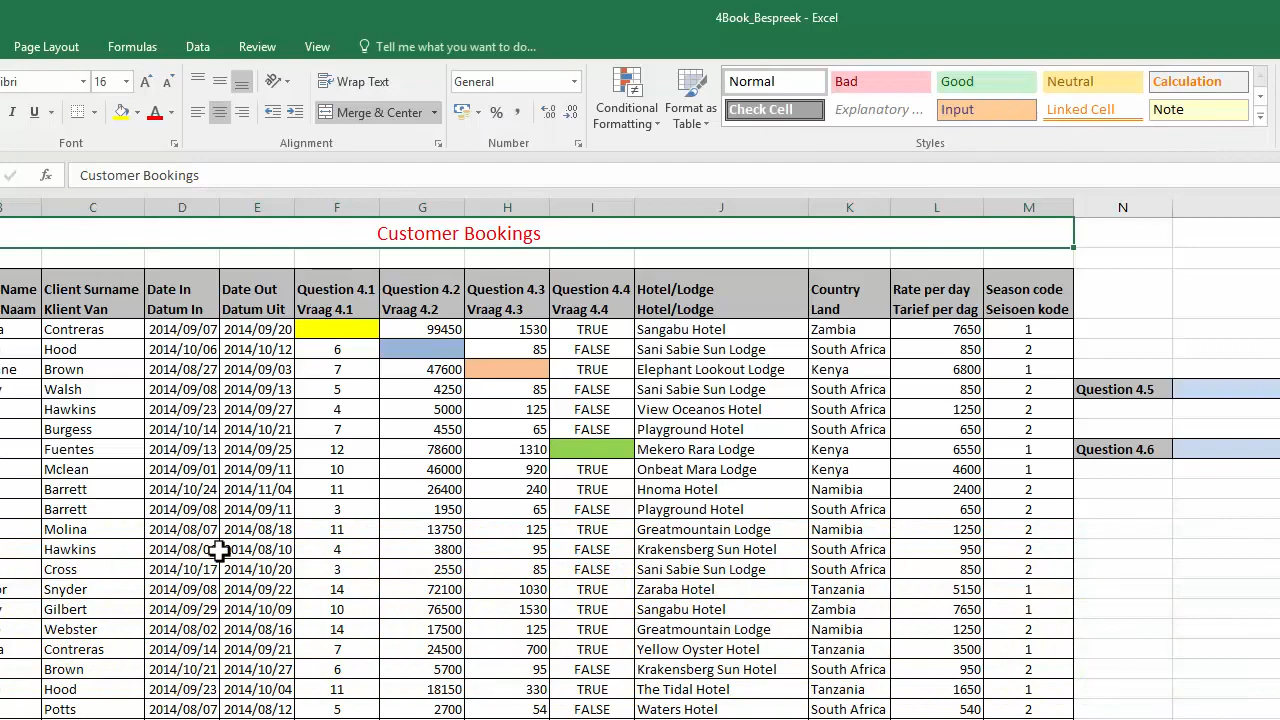 4Book_Bespreek - Excel
Page Layout Formulas Data Review View Tell me what you want to do...
ibri 16 Wrap Text General Normal Bad Good Neutral Calculation
I U A Merge & Center % , Conditional Formatting Format as Table Check Cell Explanatory ... Input Linked Cell Note
Font Alignment Number Styles
fx Customer Bookings
B C D E F G H I J K L M N
Customer Bookings
Name Client Surname Date In Date Out Question 4.1 Question 4.2 Question 4.3 Question 4.4 Hotel/Lodge Country Rate per day Season code
Naam Klient Van Datum In Datum Uit Vraag 4.1 Vraag 4.2 Vraag 4.3 Vraag 4.4 Hotel/Lodge Land Tarief per dag Seisoen kode
a Contreras 2014/09/07 2014/09/20 99450 1530 TRUE Sangabu Hotel Zambia 7650 1
Hood 2014/10/06 2014/10/12 6 85 FALSE Sani Sabie Sun Lodge South Africa 850 2
ne Brown 2014/08/27 2014/09/03 7 47600 TRUE Elephant Lookout Lodge Kenya 6800 1
y Walsh 2014/09/08 2014/09/13 5 4250 85 FALSE Sani Sabie Sun Lodge South Africa 850 2 Question 4.5
Hawkins 2014/09/23 2014/09/27 4 5000 125 FALSE View Oceanos Hotel South Africa 1250 2
Burgess 2014/10/14 2014/10/21 7 4550 65 FALSE Playground Hotel South Africa 650 2
Fuentes 2014/09/13 2014/09/25 12 78600 1310 Mekero Rara Lodge Kenya 6550 1 Question 4.6
Mclean 2014/09/01 2014/09/11 10 46000 920 TRUE Onbeat Mara Lodge Kenya 4600 1
Barrett 2014/10/24 2014/11/04 11 26400 240 TRUE Hnoma Hotel Namibia 2400 2
Barrett 2014/09/08 2014/09/11 3 1950 65 FALSE Playground Hotel South Africa 650 2
Molina 2014/08/07 2014/08/18 11 13750 125 TRUE Greatmountain Lodge Namibia 1250 2
Hawkins 2014/08/0 2014/08/10 4 3800 95 FALSE Krakensberg Sun Hotel South Africa 950 2
Cross 2014/10/17 2014/10/20 3 2550 85 FALSE Sani Sabie Sun Lodge South Africa 850 2
or Snyder 2014/09/08 2014/09/22 14 72100 1030 TRUE Zaraba Hotel Tanzania 5150 1
y Gilbert 2014/09/29 2014/10/09 10 76500 1530 TRUE Sangabu Hotel Zambia 7650 1
Webster 2014/08/02 2014/08/16 14 17500 125 TRUE Greatmountain Lodge Namibia 1250 2
Contreras 2014/09/14 2014/09/21 7 24500 700 TRUE Yellow Oyster Hotel Tanzania 3500 1
Brown 2014/10/21 2014/10/27 6 5700 95 FALSE Krakensberg Sun Hotel South Africa 950 2
Hood 2014/09/23 2014/10/04 11 18150 330 TRUE The Tidal Hotel Tanzania 1650 1
Potts 2014/08/07 2014/08/12 5 2700 54 FALSE Waters Hotel South Africa 540 2